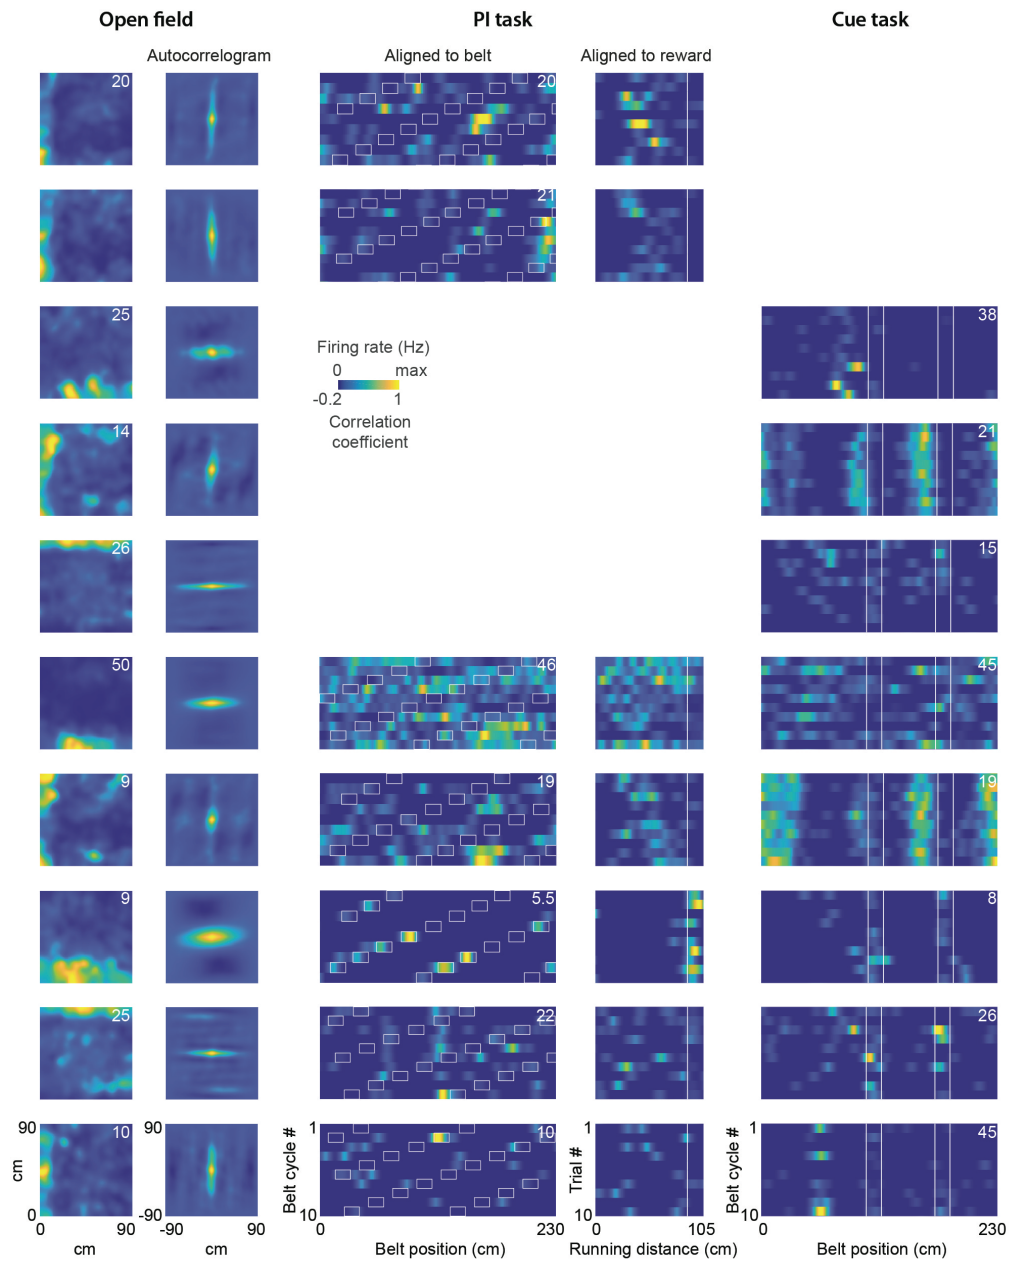 Open field PI task Cue task
Autocorrelogram Aligned to belt Aligned to reward
20 20
21
25 38
Firing rate (Hz)
0 max
-0.2 1
Correlation
coefficient
14 21
26 15
50 46 45
9 19 19
9 5.5 8
25 22 26
90 90 1 1 1
10 10 45
cm Belt cycle # Trial # Belt cycle #
0 -90 10 10 10
0 90 -90 90 0 230 0 105 0 230
cm cm Belt position (cm) Running distance (cm) Belt position (cm)